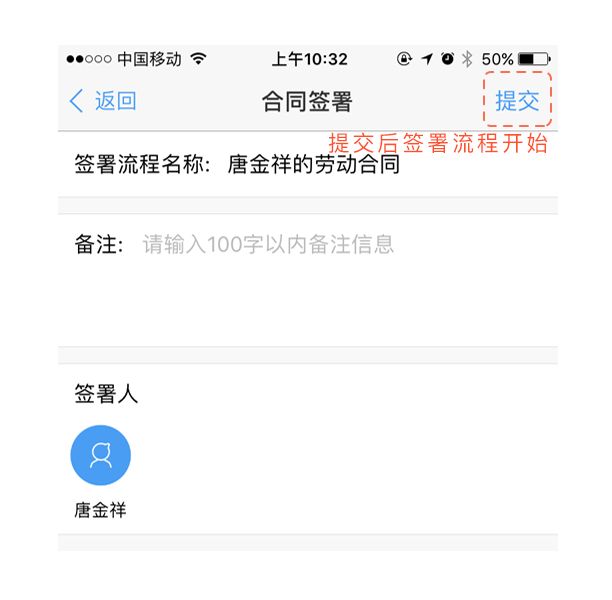 中国移动 上午10:32 50%
返回 合同签署 提交
提交后签署流程开始
签署流程名称: 唐金祥的劳动合同
备注: 请输入100字以内备注信息
签署人
唐金祥